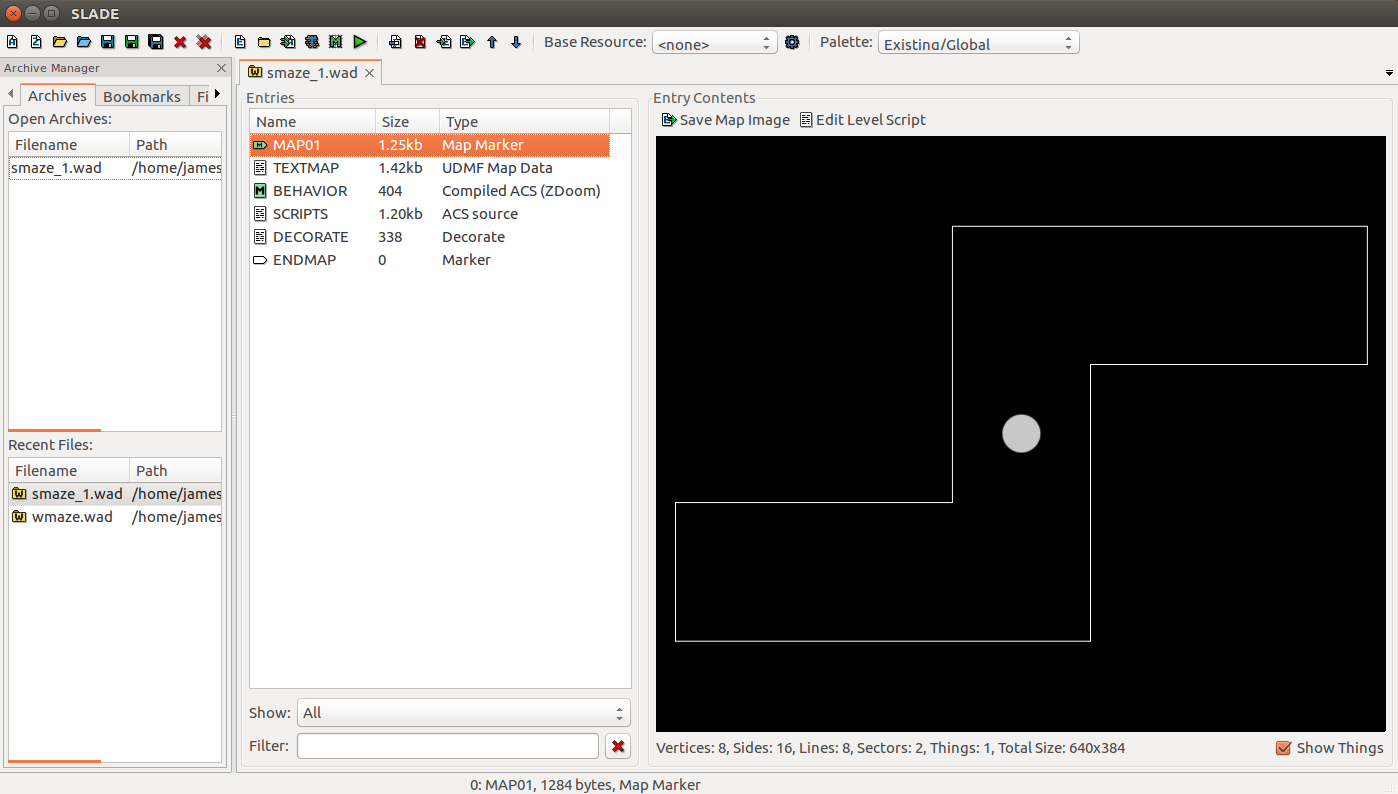 SLADE
Base Resource: <none> Palette: Existing/Global
Archive Manager
Archives Bookmarks Fi
Open Archives:
Filename Path
smaze_1.wad /home/james
Recent Files:
Filename Path
smaze_1.wad /home/james
wmaze.wad /home/james
smaze_1.wad
Entries
Name Size Type
MAP01 1.25kb Map Marker
TEXTMAP 1.42kb UDMF Map Data
BEHAVIOR 404 Compiled ACS (ZDoom)
SCRIPTS 1.20kb ACS source
DECORATE 338 Decorate
ENDMAP 0 Marker
Show: All
Filter:
Entry Contents
Save Map Image Edit Level Script
Vertices: 8, Sides: 16, Lines: 8, Sectors: 2, Things: 1, Total Size: 640x384
Show Things
0: MAP01, 1284 bytes, Map Marker